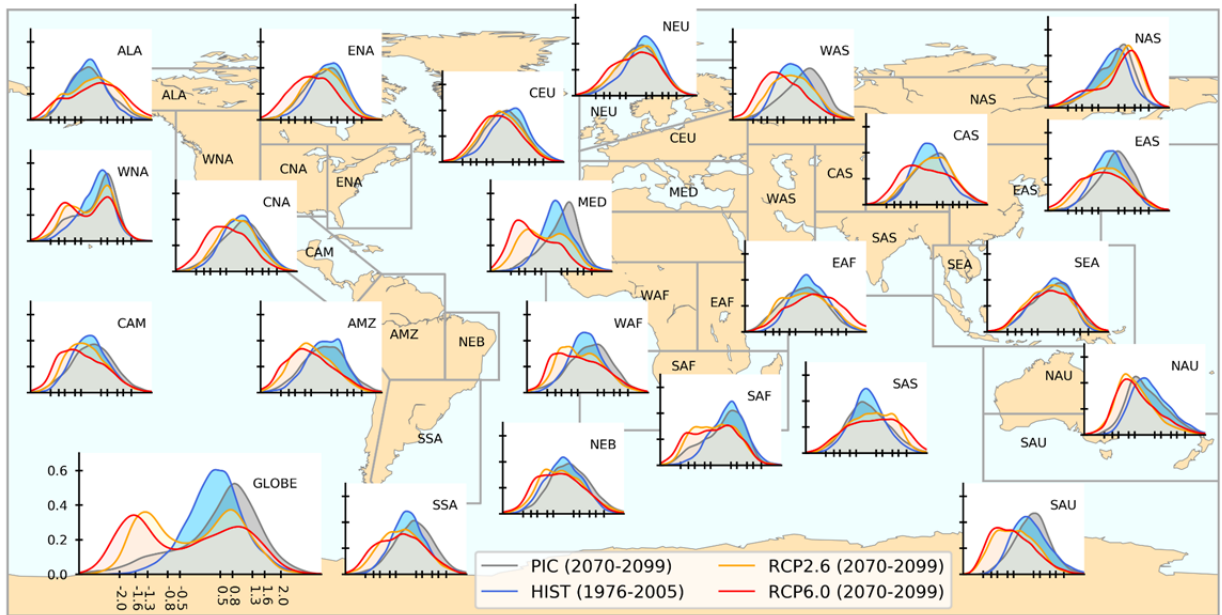 NEU
ALA
ENA
WAS
NAS
CEU
ALA
NEU
NAS
CEU
CAS
EAS
WNA
WNA
CNA
ENA
CAS
MED
EAS
MED
WAS
CNA
SAS
CAM
EAF
SEA
SEA
WAF
EAF
CAM
AMZ
AMZ
NEB
WAF
SAF
NAU
NAU
SAF
SAS
SSA
SAU
NEB
GLOBE
SSA
SAU
0.6
0.4
0.2
0.0
-2.0
-1.6
-1.3
-0.8
-0.5
0.5
0.8
1.3
1.6
2.0
PIC (2070-2099)
HIST (1976-2005)
RCP2.6 (2070-2099)
RCP6.0 (2070-2099)